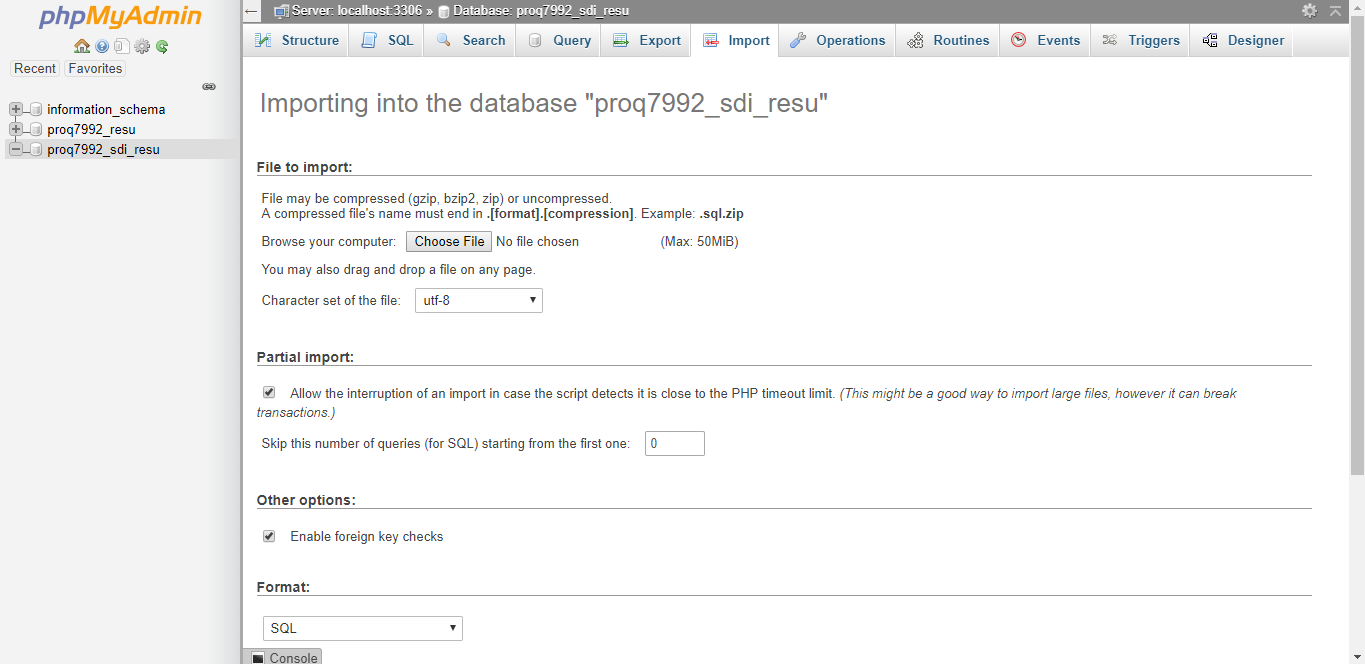 phpMyAdmin
Recent Favorites
information_schema
proq7992_resu
proq7992_sdi_resu
Server: localhost:3306 » Database: proq7992_sdi_resu
Structure SQL Search Query Export Import Operations Routines Events Triggers Designer
Importing into the database "proq7992_sdi_resu"
File to import:
File may be compressed (gzip, bzip2, zip) or uncompressed.
A compressed file's name must end in .[format].[compression]. Example: .sql.zip
Browse your computer: Choose File No file chosen (Max: 50MiB)
You may also drag and drop a file on any page.
Character set of the file: utf-8
Partial import:
Allow the interruption of an import in case the script detects it is close to the PHP timeout limit. (This might be a good way to import large files, however it can break
transactions.)
Skip this number of queries (for SQL) starting from the first one: 0
Other options:
Enable foreign key checks
Format:
SQL
Console